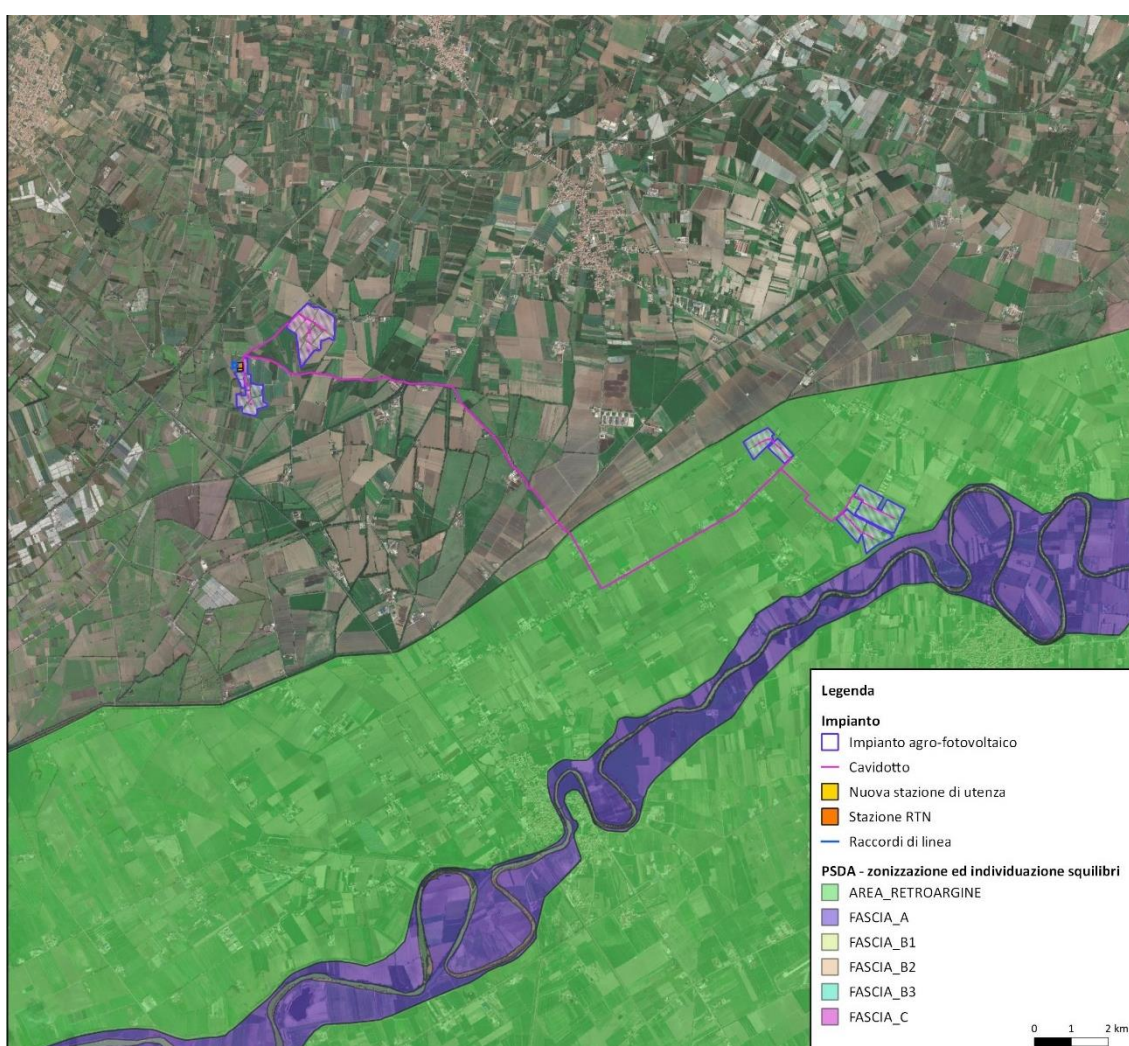 Legenda
Impianto
Impianto agro-fotovoltaico
Cavidotto
Nuova stazione di utenza
Stazione RTN
Raccordi di linea
PSDA - zonizzazione ed individuazione squilibri
AREA_RETROARGINE
FASCIA_A
FASCIA_B1
FASCIA_B2
FASCIA_B3
FASCIA_C
0 1 2 km